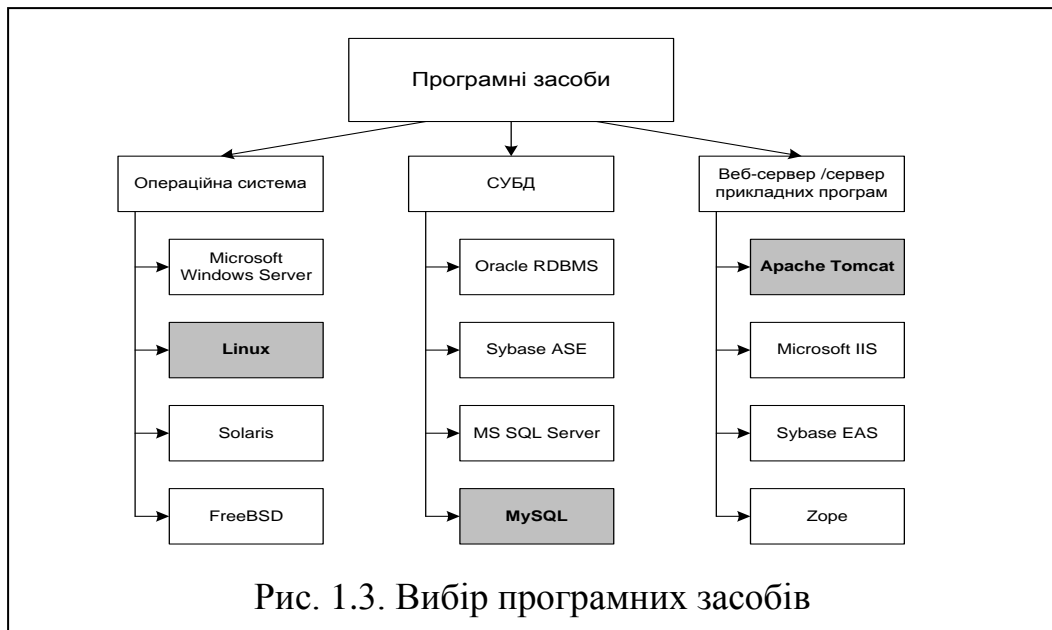 Програмні засоби
Операційна система
СУБД
Веб-сервер /сервер
прикладних програм
Microsoft
Windows Server
Oracle RDBMS
Apache Tomcat
Linux
Sybase ASE
Microsoft IIS
Solaris
MS SQL Server
Sybase EAS
FreeBSD
MySQL
Zope
Рис. 1.3. Вибір програмних засобів